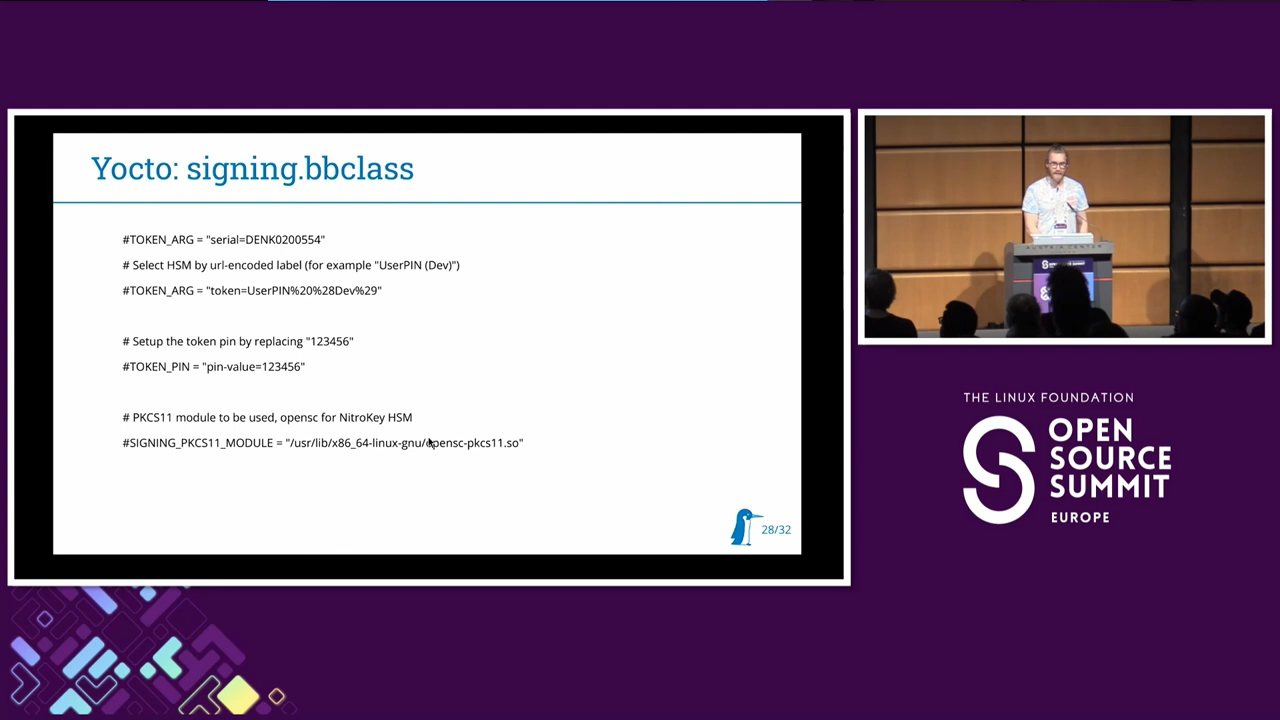 Yocto: signing.bbclass
#TOKEN_ARG = "serial=DENK0200554"
# Select HSM by url-encoded label (for example "UserPIN (Dev)")
#TOKEN_ARG = "token=UserPIN%20%28Dev%29"
# Setup the token pin by replacing "123456"
#TOKEN_PIN = "pin-value=123456"
# PKCS11 module to be used, opensc for NitroKey HSM
#SIGNING_PKCS11_MODULE = "/usr/lib/x86_64-linux-gnu/opensc-pkcs11.so"
28/32
AUSTRIA CENTER
THE LINUX FOUNDATION
OPEN
SOURCE
SUMMIT
EUROPE